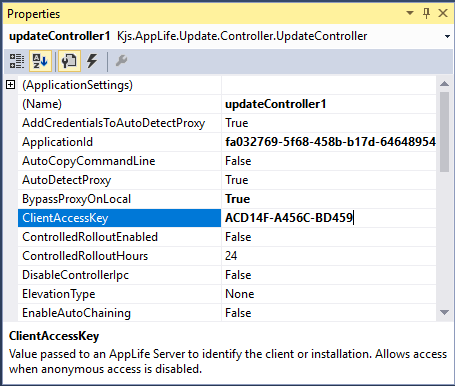 Properties
updateController1 Kjs.AppLife.Update.Controller.UpdateController
(ApplicationSettings)
(Name) updateController1
AddCredentialsToAutoDetectProxy True
ApplicationId fa032769-5f68-458b-b17d-64648954
AutoCopyCommandLine False
AutoDetectProxy True
BypassProxyOnLocal True
ClientAccessKey ACD14F-A456C-BD459
ControlledRolloutEnabled False
ControlledRolloutHours 24
DisableControllerIpc False
ElevationType None
EnableAutoChaining False
ClientAccessKey
Value passed to an AppLife Server to identify the client or installation. Allows access
when anonymous access is disabled.